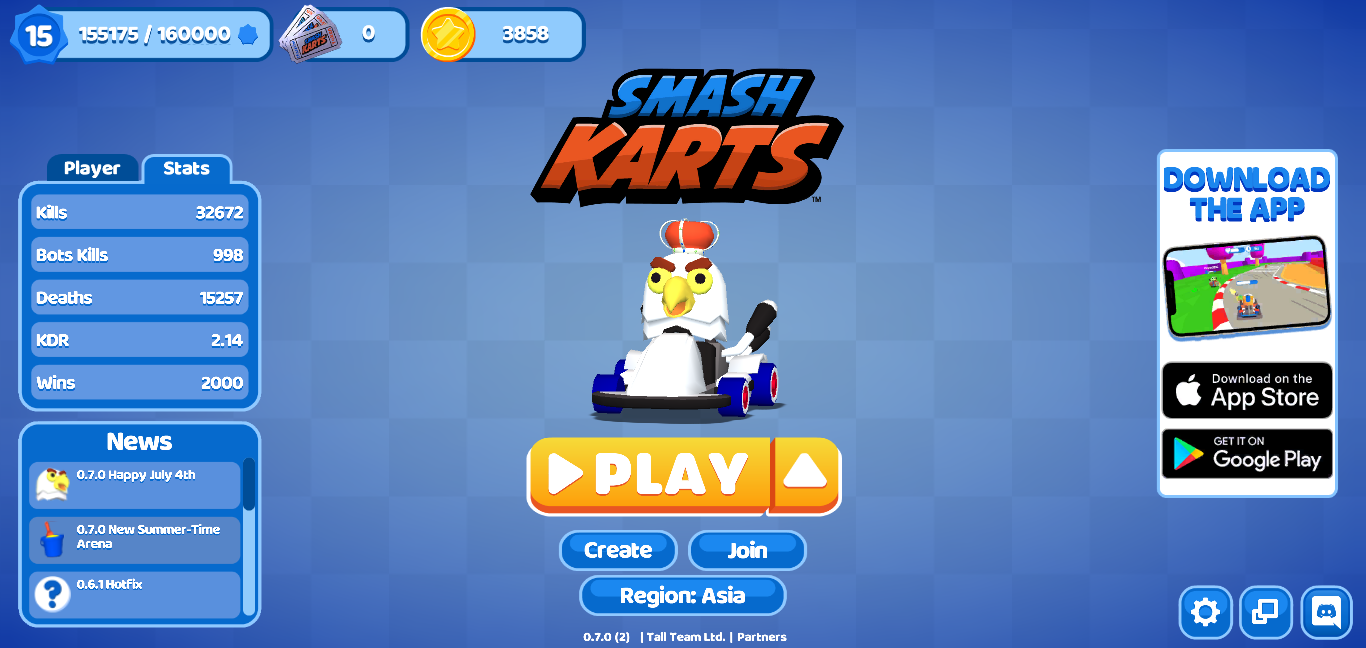 15
155175 / 160000
KARTS
0
3858
SMASH
KARTS
™
Player
Stats
Kills 32672
Bots Kills 998
Deaths 15257
KDR 2.14
Wins 2000
News
0.7.0 Happy July 4th
0.7.0 New Summer-Time
Arena
?
0.6.1 Hotfix
PLAY
Create
Join
Region: Asia
0.7.0 (2) | Tall Team Ltd. | Partners
DOWNLOAD
THE APP
Download on the
App Store
GET IT ON
Google Play